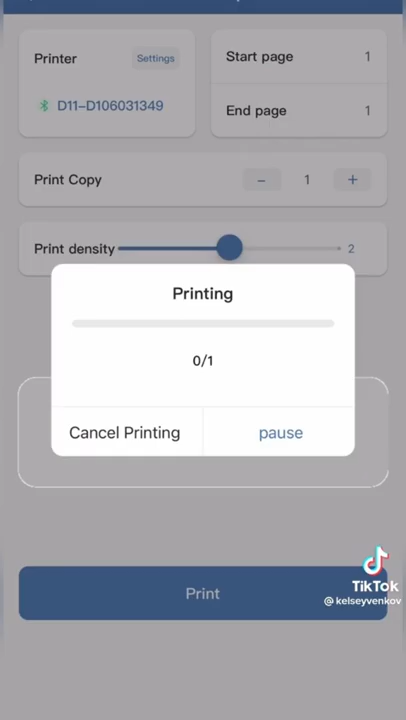 Printer
Settings
Start page 1
D11-D106031349
End page 1
Print Copy - 1 +
Print density 2
Printing
0/1
Cancel Printing
pause
Print
TikTok
@kelseyvenkov